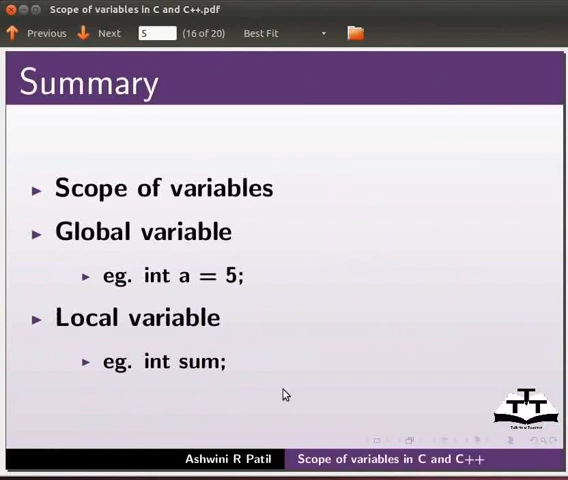 Scope of variables in C and C++.pdf
Previous Next 5 (16 of 20) Best Fit
Summary
Scope of variables
Global variable
eg. int a = 5;
Local variable
eg. int sum;
TTT
Ashwini R Patil Scope of variables in C and C++